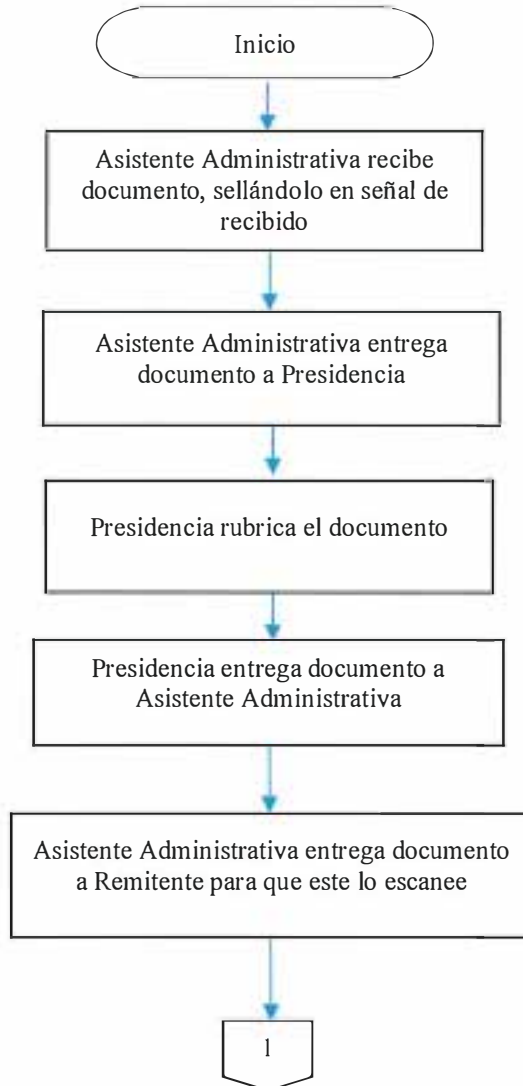 Inicio
Asistente Administrativa recibe
documento, sellándolo en señal de
recibido
Asistente Administrativa entrega
documento a Presidencia
Presidencia rubrica el documento
Presidencia entrega documento a
Asistente Administrativa
Asistente Administrativa entrega documento
a Remitente para que este lo escanee
1